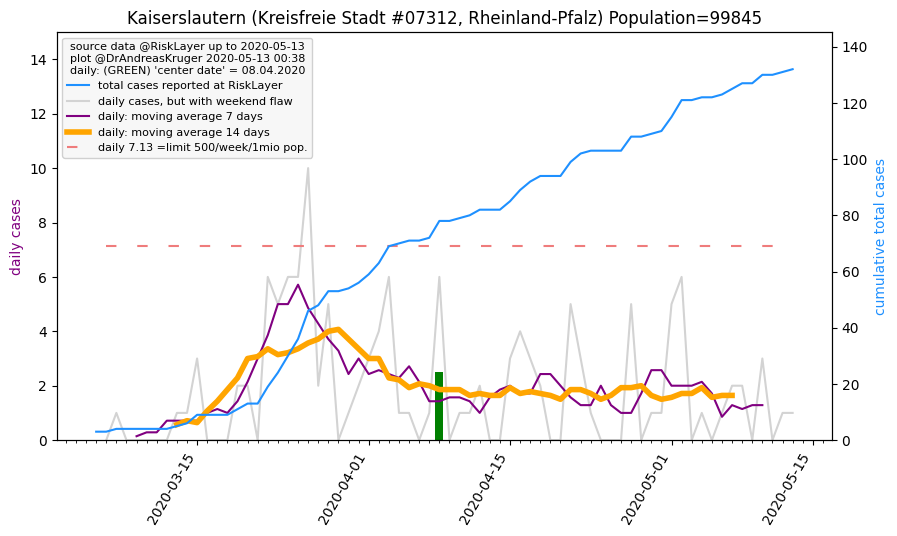 Kaiserslautern (Kreisfreie Stadt #07312, Rheinland-Pfalz) Population=99845
source data @RiskLayer up to 2020-05-13
plot @DrAndreasKruger 2020-05-13 00:38
daily: (GREEN) 'center date' = 08.04.2020
total cases reported at RiskLayer
daily cases, but with weekend flaw
daily: moving average 7 days
daily: moving average 14 days
daily 7.13 =limit 500/week/1mio pop.
daily cases
14
12
10
8
6
4
2
0
140
120
100
80
60
40
20
0
cumulative total cases
2020-03-15
2020-04-01
2020-04-15
2020-05-01
2020-05-15